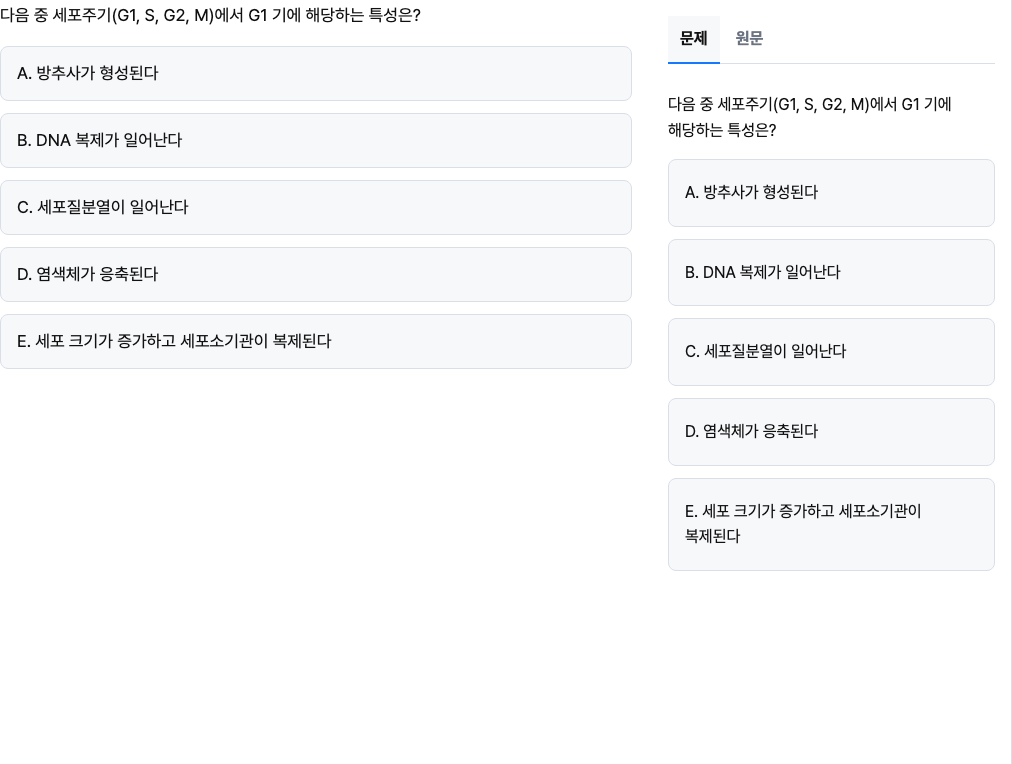 다음 중 세포주기(G1, S, G2, M)에서 G1 기에 해당하는 특성은?
A. 방추사가 형성된다
B. DNA 복제가 일어난다
C. 세포질분열이 일어난다
D. 염색체가 응축된다
E. 세포 크기가 증가하고 세포소기관이 복제된다
문제 원문
다음 중 세포주기(G1, S, G2, M)에서 G1 기에
해당하는 특성은?
A. 방추사가 형성된다
B. DNA 복제가 일어난다
C. 세포질분열이 일어난다
D. 염색체가 응축된다
E. 세포 크기가 증가하고 세포소기관이
복제된다